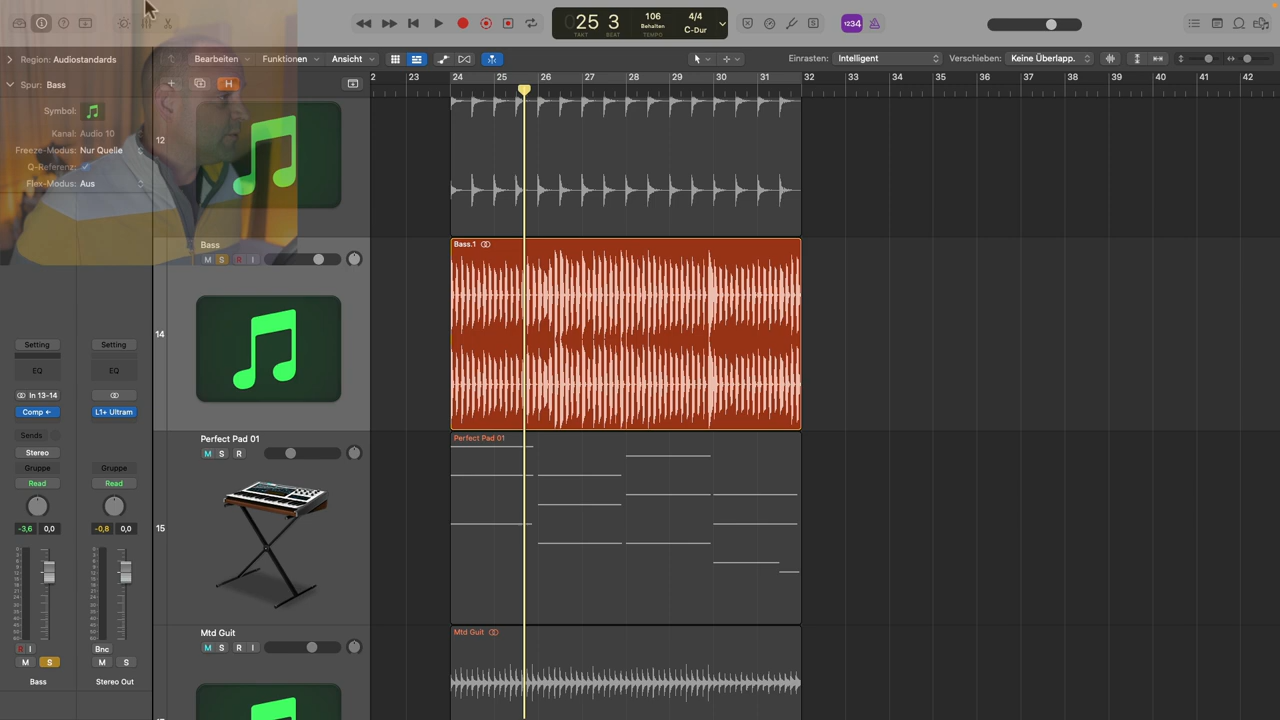 25 3
TAKT BEAT
106
Behalten
TEMPO
4/4
C-Dur
1234
Region: Audiostandards
Bearbeiten
Funktionen
Ansicht
Einrasten: Intelligent
Verschieben: Keine Überlapp.
Spur: Bass
H
2 23 24 25 26 27 28 29 30 31 32 33 34 35 36 37 38 39 40 41 42
Symbol:
Kanal: Audio 10
Freeze-Modus: Nur Quelle
Q-Referenz:
Flex-Modus: Aus
12
Bass
M S R I
14
Bass.1
Setting Setting
EQ EQ
In 13-14
Comp
L1+ Ultram
Sends
Stereo
Gruppe Gruppe
Read Read
-3,6 0,0 -0,8 0,0
R I
Bnc
M S M S
Bass Stereo Out
Perfect Pad 01
M S R
15
Perfect Pad 01
Mtd Guit
M S R I
Mtd Guit